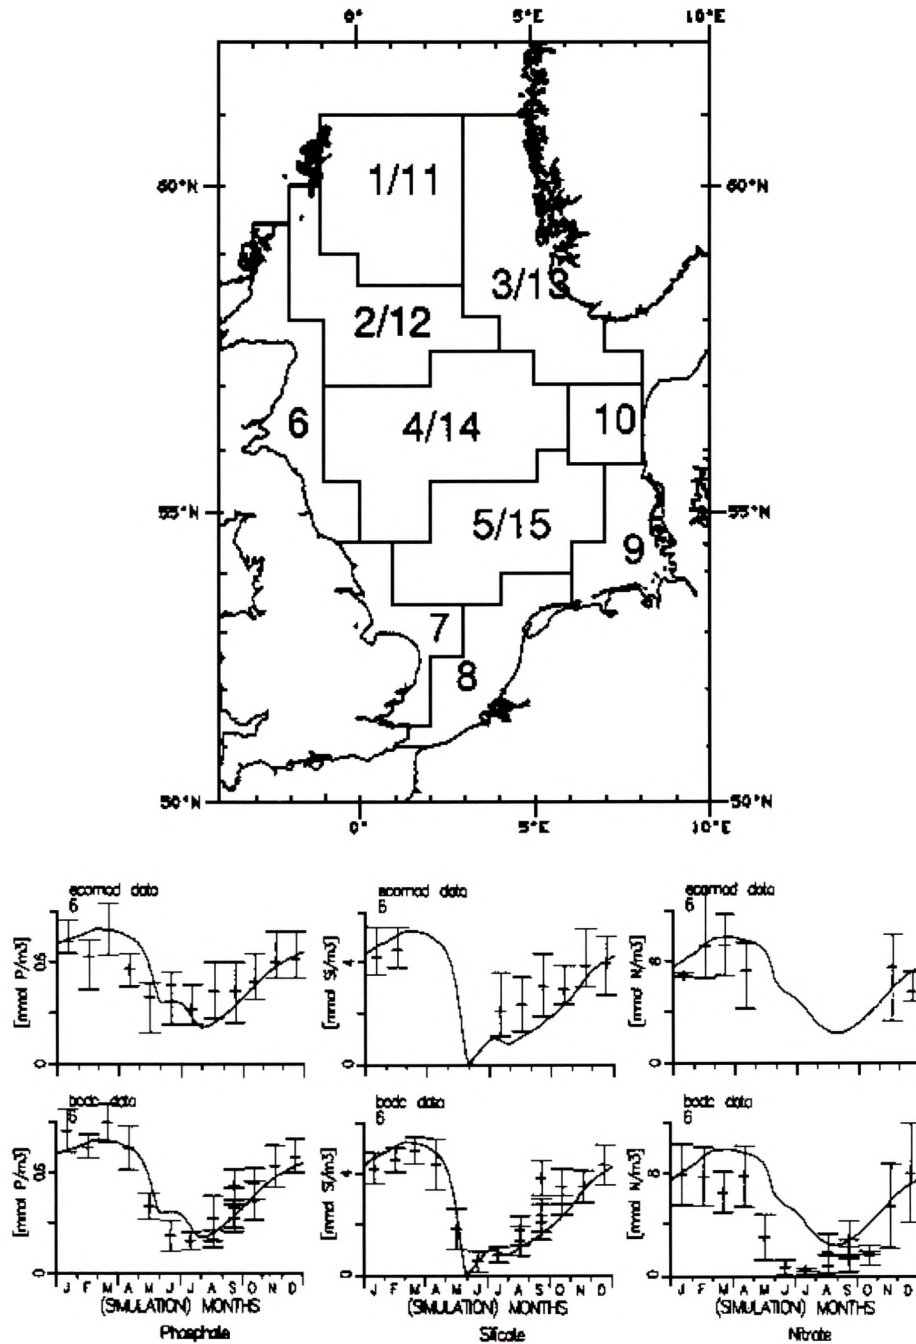 0° 5°E 10°E
60°N 60°N
1/11
3/13
2/12
6 4/14 10
55°N 55°N
5/15
9
7
8
50°N 50°N
0° 5°E 10°E
ecomod data ecomod data ecomod data
6 6 6
[mmol P/m3] 0.6 0
[mmol Si/m3] 4 0
[mmol N/m3] 8 0
bodc data bodc data bodc data
6 6 6
[mmol P/m3] 0.6 0
[mmol Si/m3] 4 0
[mmol N/m3] 8 0
J F M A M J J A S O N D J F M A M J J A S O N D J F M A M J J A S O N D
(SIMULATION) MONTHS (SIMULATION) MONTHS (SIMULATION) MONTHS
Phosphate Silicate Nitrate